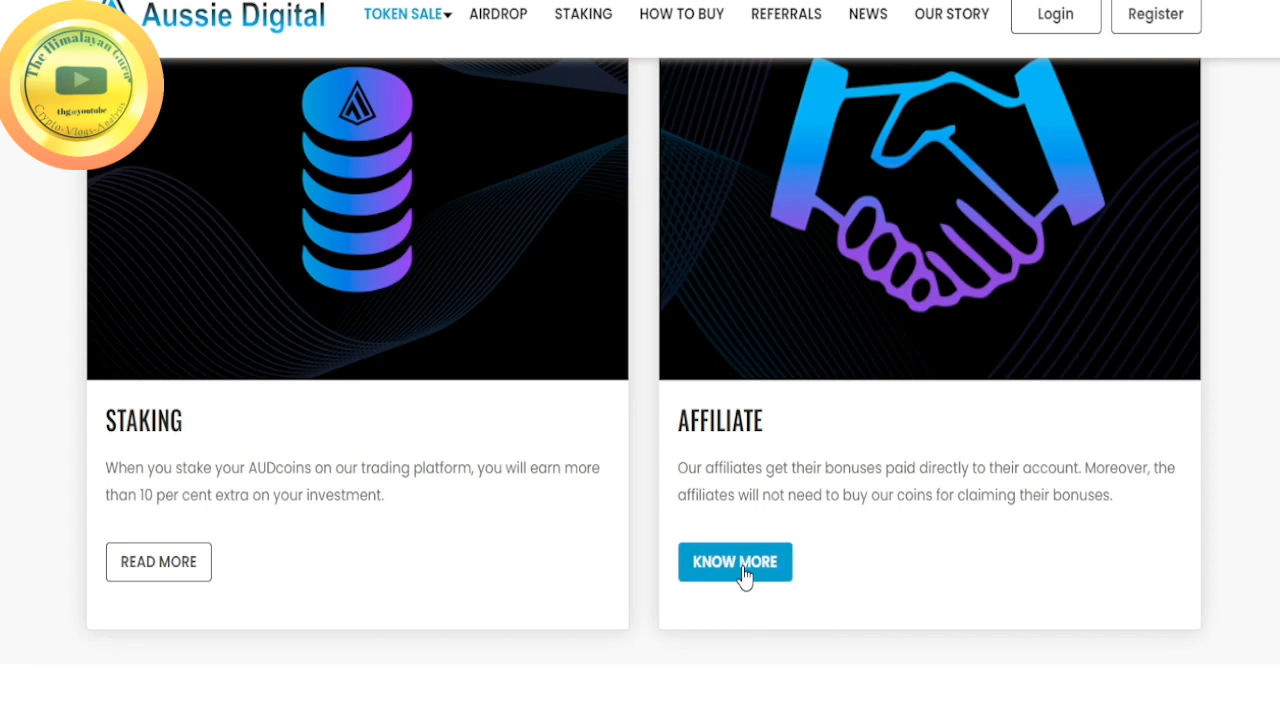 Aussie Digital
TOKEN SALE AIRDROP STAKING HOW TO BUY REFERRALS NEWS OUR STORY Login Register
The Himalayan Guru
thg@youtube
Crypto-Vlogs-Analysis
STAKING
When you stake your AUDcoins on our trading platform, you will earn more
than 10 per cent extra on your investment.
READ MORE
AFFILIATE
Our affiliates get their bonuses paid directly to their account. Moreover, the
affiliates will not need to buy our coins for claiming their bonuses.
KNOW MORE